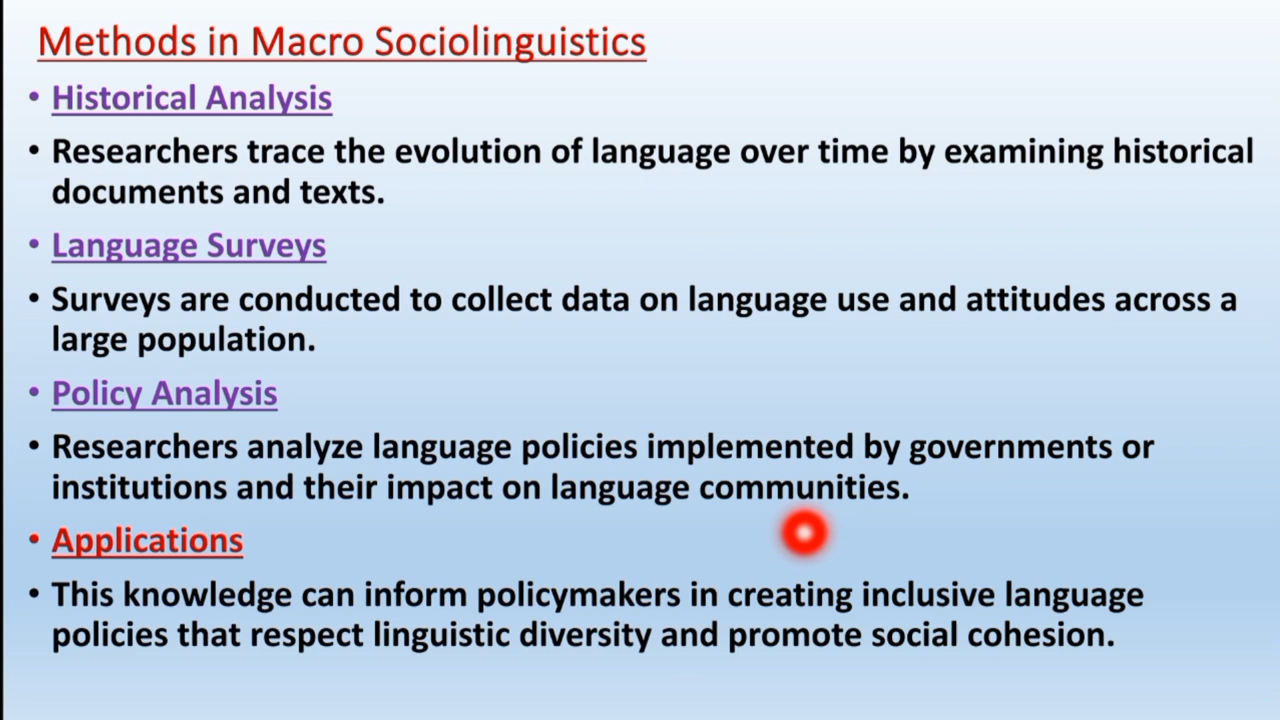 Methods in Macro Sociolinguistics
• Historical Analysis
• Researchers trace the evolution of language over time by examining historical
documents and texts.
• Language Surveys
• Surveys are conducted to collect data on language use and attitudes across a
large population.
• Policy Analysis
• Researchers analyze language policies implemented by governments or
institutions and their impact on language communities.
• Applications
• This knowledge can inform policymakers in creating inclusive language
policies that respect linguistic diversity and promote social cohesion.